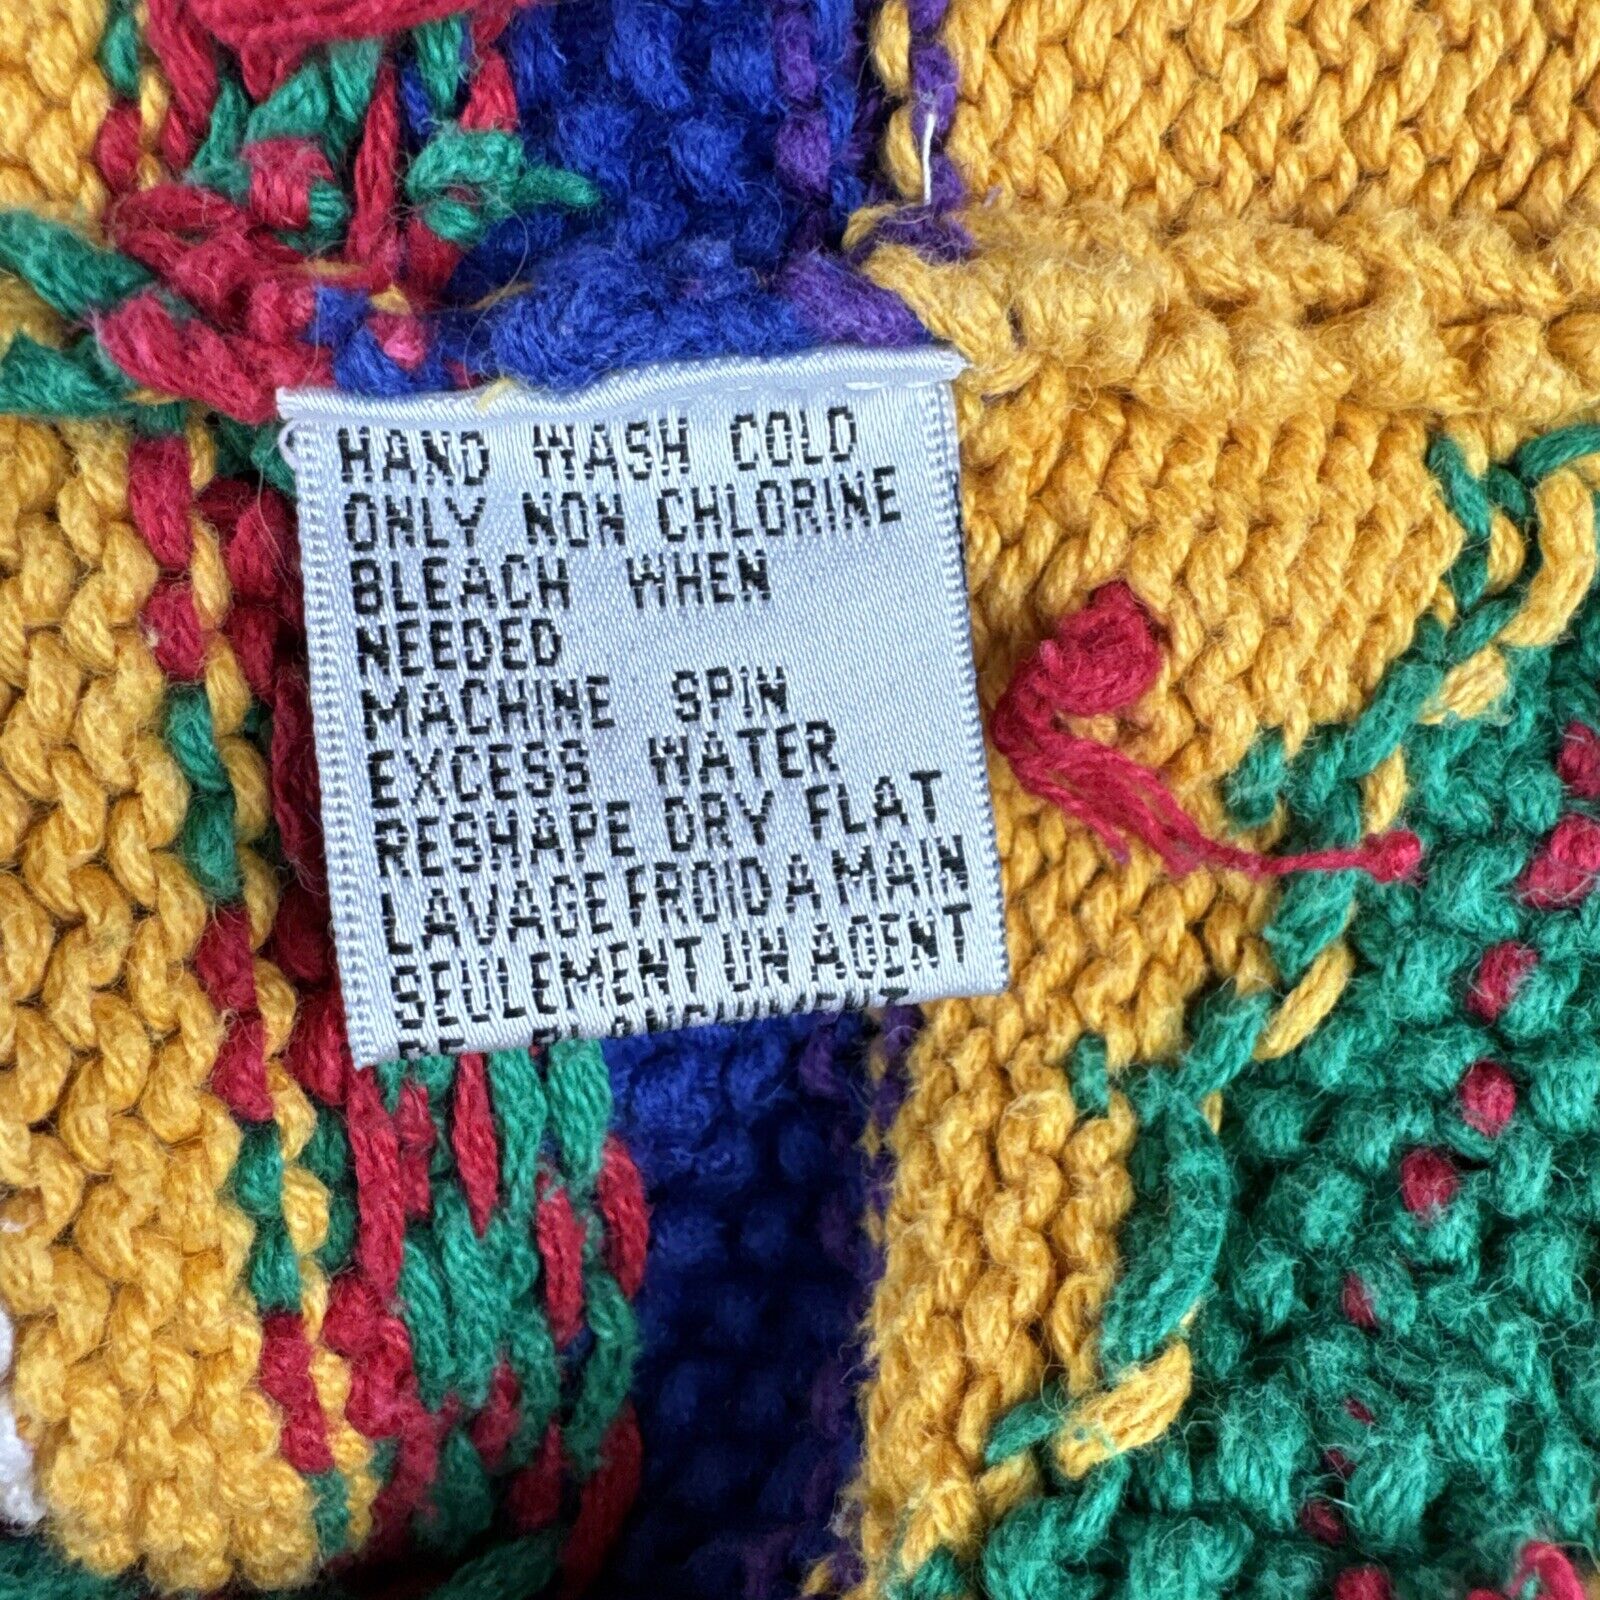 HAND WASH COLD
ONLY NON CHLORINE
BLEACH WHEN
NEEDED
MACHINE SPIN
EXCESS WATER
RESHAPE DRY FLAT
LAVAGE FROID A MAIN
SEULEMENT UN AGENT